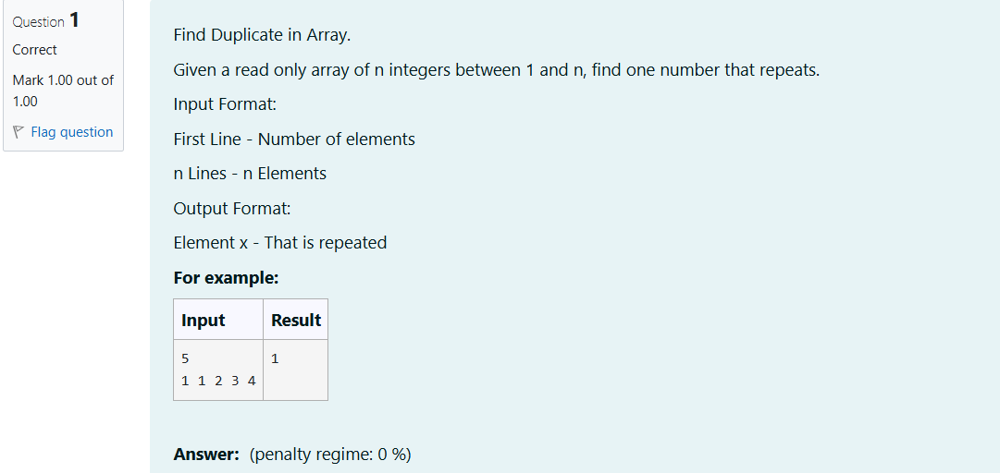 Question 1
Correct
Mark 1.00 out of
1.00
Flag question
Find Duplicate in Array.
Given a read only array of n integers between 1 and n, find one number that repeats.
Input Format:
First Line - Number of elements
n Lines - n Elements
Output Format:
Element x - That is repeated
For example:
Input Result
5 1
1 1 2 3 4
Answer: (penalty regime: 0 %)